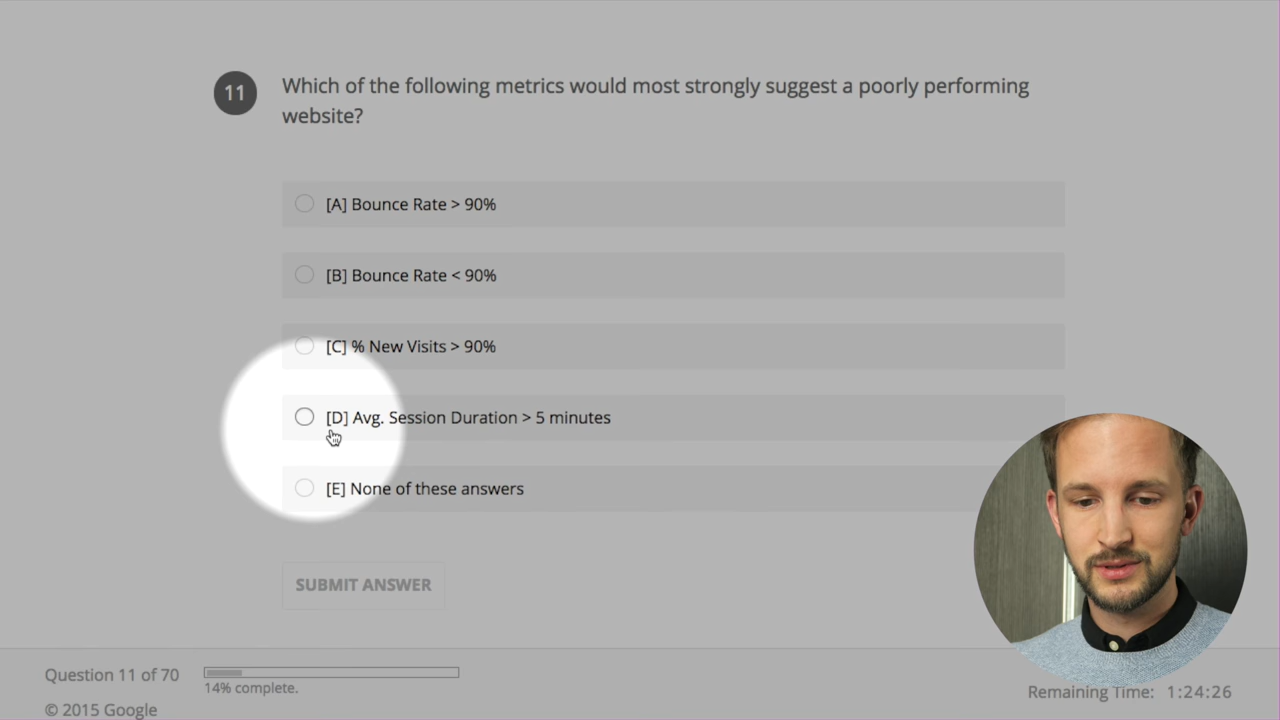 11
Which of the following metrics would most strongly suggest a poorly performing
website?
[A] Bounce Rate > 90%
[B] Bounce Rate < 90%
[C] % New Visits > 90%
[D] Avg. Session Duration > 5 minutes
[E] None of these answers
SUBMIT ANSWER
Question 11 of 70
14% complete.
Remaining Time: 1:24:26
© 2015 Google